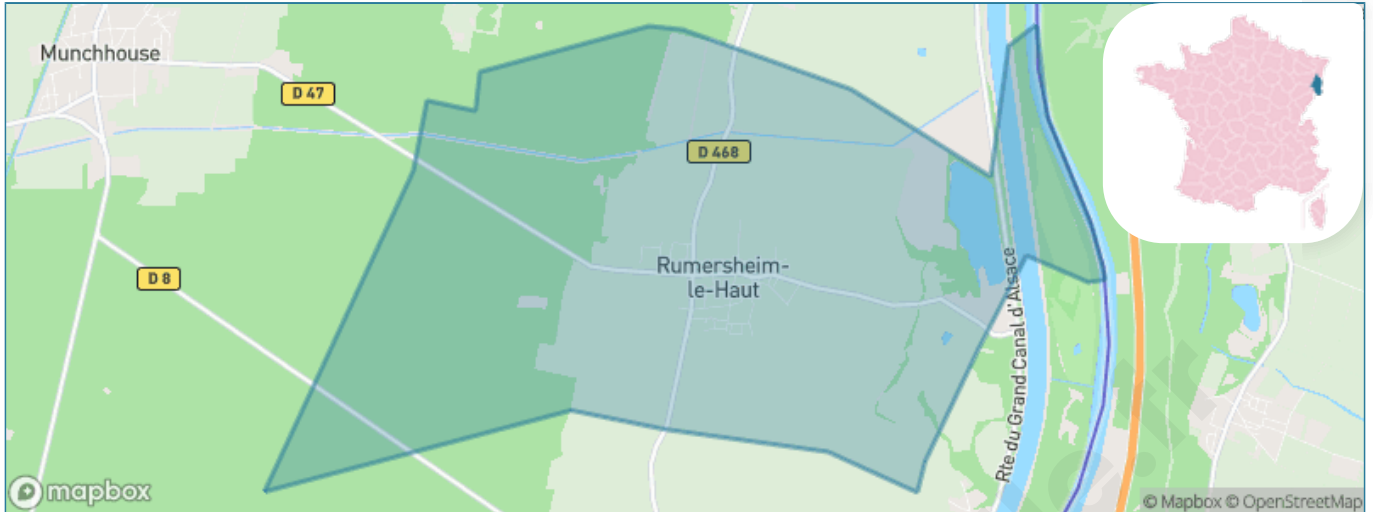 Munchhouse
D 47
D 468
Rumersheim-
le-Haut
D 8
Rte du Grand Canal d'Alsace
mapbox
© Mapbox © OpenStreetMap